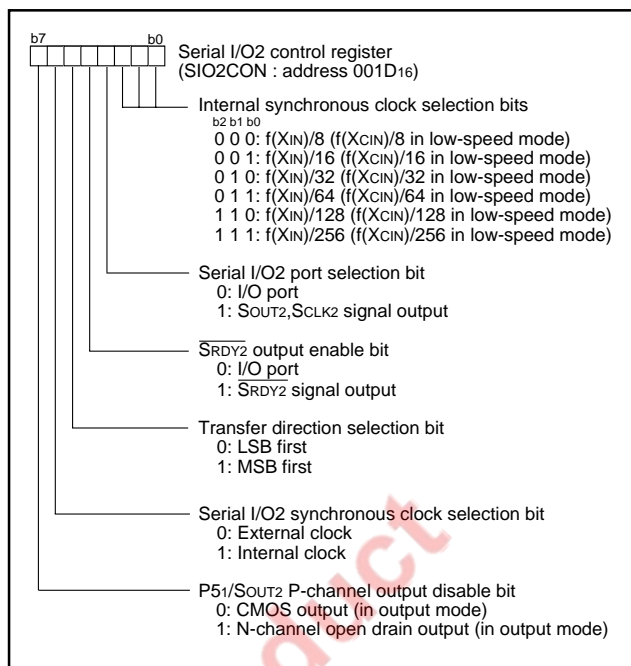 b7 b0
Serial I/O2 control register
(SIO2CON : address 001D16)
Internal synchronous clock selection bits
b2 b1 b0
0 0 0: f(XIN)/8 (f(XCIN)/8 in low-speed mode)
0 0 1: f(XIN)/16 (f(XCIN)/16 in low-speed mode)
0 1 0: f(XIN)/32 (f(XCIN)/32 in low-speed mode)
0 1 1: f(XIN)/64 (f(XCIN)/64 in low-speed mode)
1 1 0: f(XIN)/128 (f(XCIN)/128 in low-speed mode)
1 1 1: f(XIN)/256 (f(XCIN)/256 in low-speed mode)
Serial I/O2 port selection bit
0: I/O port
1: SOUT2,SCLK2 signal output
SRDY2 output enable bit
0: I/O port
1: SRDY2 signal output
Transfer direction selection bit
0: LSB first
1: MSB first
Serial I/O2 synchronous clock selection bit
0: External clock
1: Internal clock
P51/SOUT2 P-channel output disable bit
0: CMOS output (in output mode)
1: N-channel open drain output (in output mode)
duct